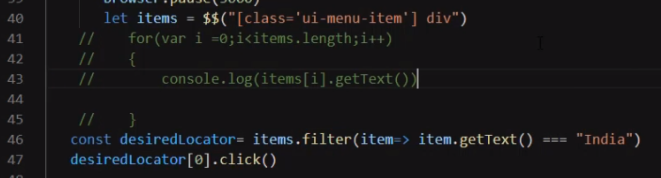 browser.pause(3000)
40 let items = $$("[class='ui-menu-item'] div")
41 // for(var i =0;i<items.length;i++)
42 // {
43 // console.log(items[i].getText())
44
45 // }
46 const desiredLocator= items.filter(item=> item.getText() === "India")
47 desiredLocator[0].click()